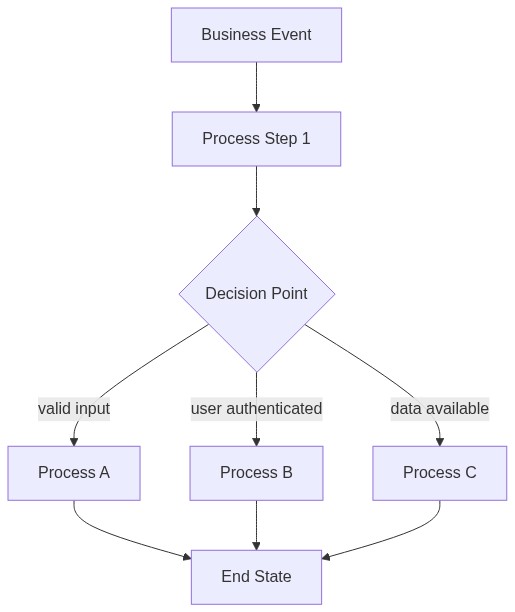 Business Event
Process Step 1
Decision Point
valid input
user authenticated
data available
Process A
Process B
Process C
End State